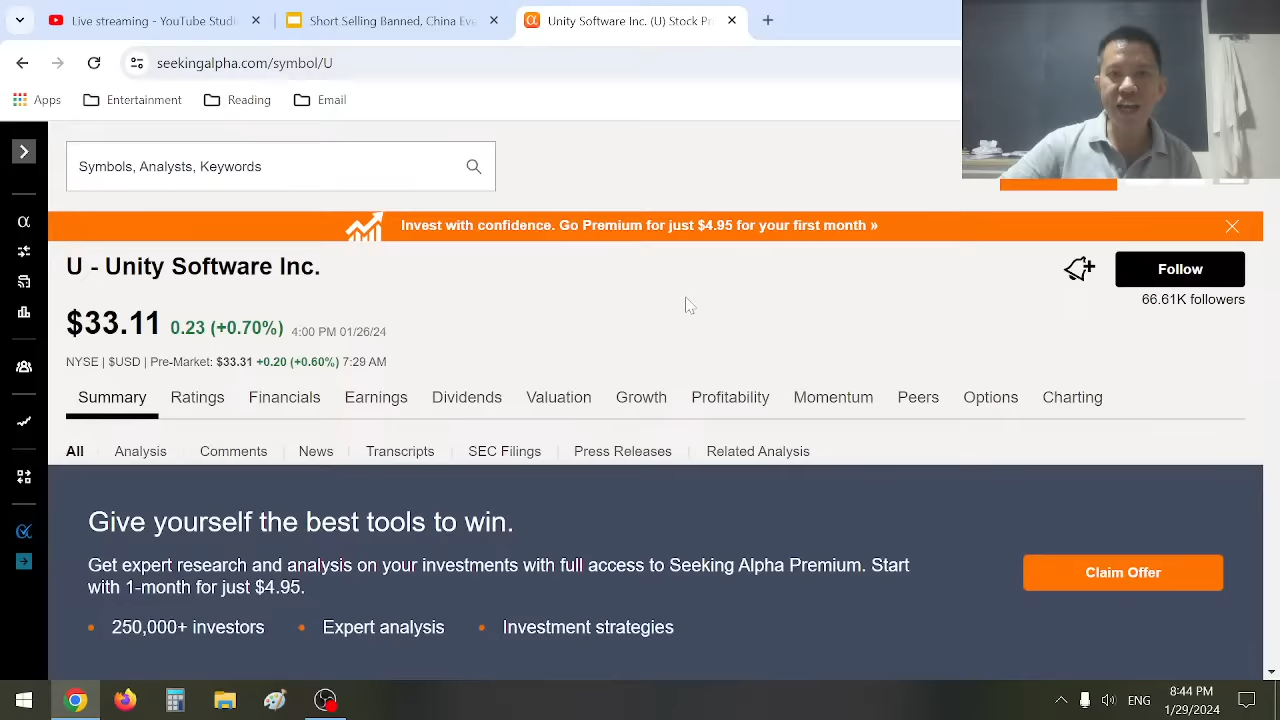 Live streaming - YouTube Studi
Short Selling Banned, China Eve
Unity Software Inc. (U) Stock Pr
seekingalpha.com/symbol/U
Apps
Entertainment
Reading
Email
Symbols, Analysts, Keywords
Invest with confidence. Go Premium for just $4.95 for your first month »
U - Unity Software Inc.
Follow
66.61K followers
$33.11 0.23 (+0.70%) 4:00 PM 01/26/24
NYSE | $USD | Pre-Market: $33.31 +0.20 (+0.60%) 7:29 AM
Summary Ratings Financials Earnings Dividends Valuation Growth Profitability Momentum Peers Options Charting
All Analysis Comments News Transcripts SEC Filings Press Releases Related Analysis
Give yourself the best tools to win.
Get expert research and analysis on your investments with full access to Seeking Alpha Premium. Start
with 1-month for just $4.95.
Claim Offer
• 250,000+ investors • Expert analysis • Investment strategies
ENG
8:44 PM
1/29/2024